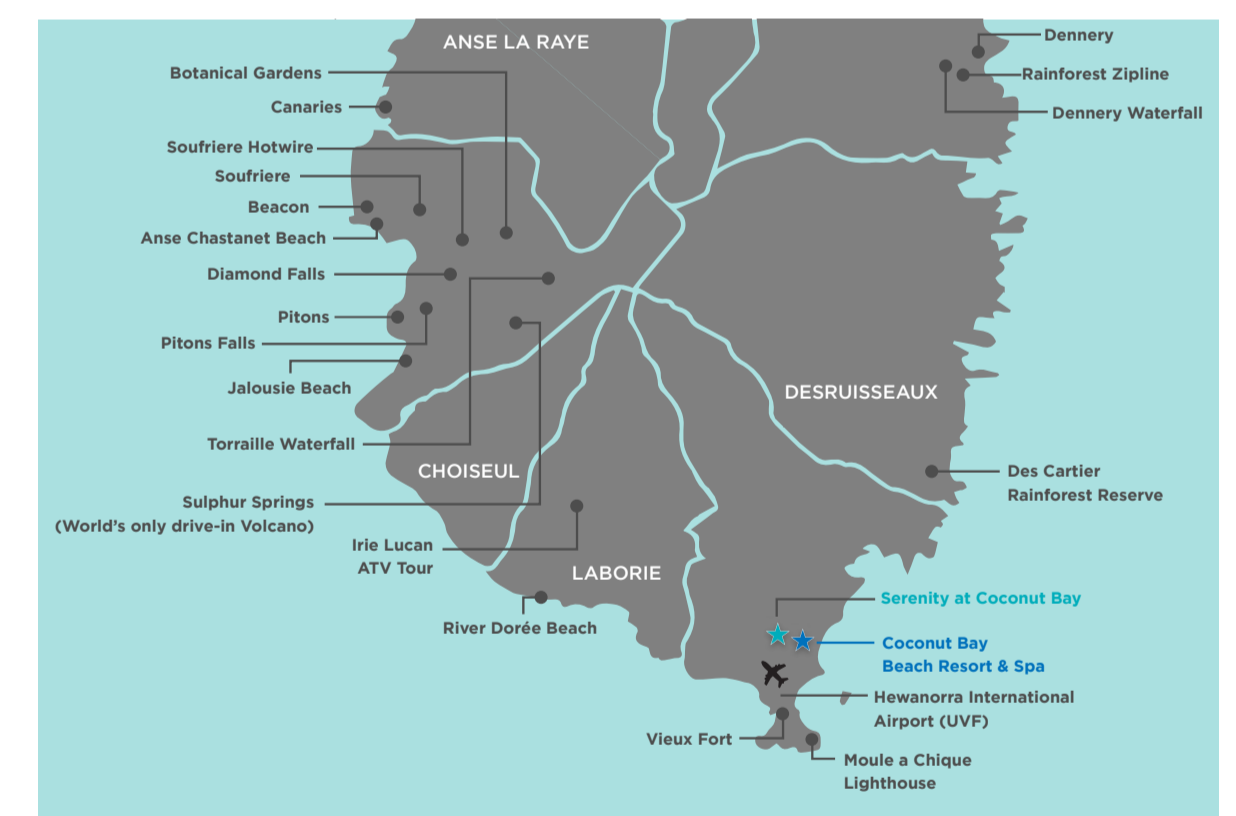 ANSE LA RAYE
Dennery
Botanical Gardens
Rainforest Zipline
Canaries
Dennery Waterfall
Soufriere Hotwire
Soufriere
Beacon
Anse Chastanet Beach
Diamond Falls
Pitons
Pitons Falls
Jalousie Beach
DESRUISSEAUX
Torraille Waterfall
CHOISEUL
Des Cartier
Rainforest Reserve
Sulphur Springs
(World's only drive-in Volcano)
Irie Lucan
ATV Tour
LABORIE
Serenity at Coconut Bay
River Dorée Beach
Coconut Bay
Beach Resort & Spa
Hewanorra International
Airport (UVF)
Vieux Fort
Moule a Chique
Lighthouse